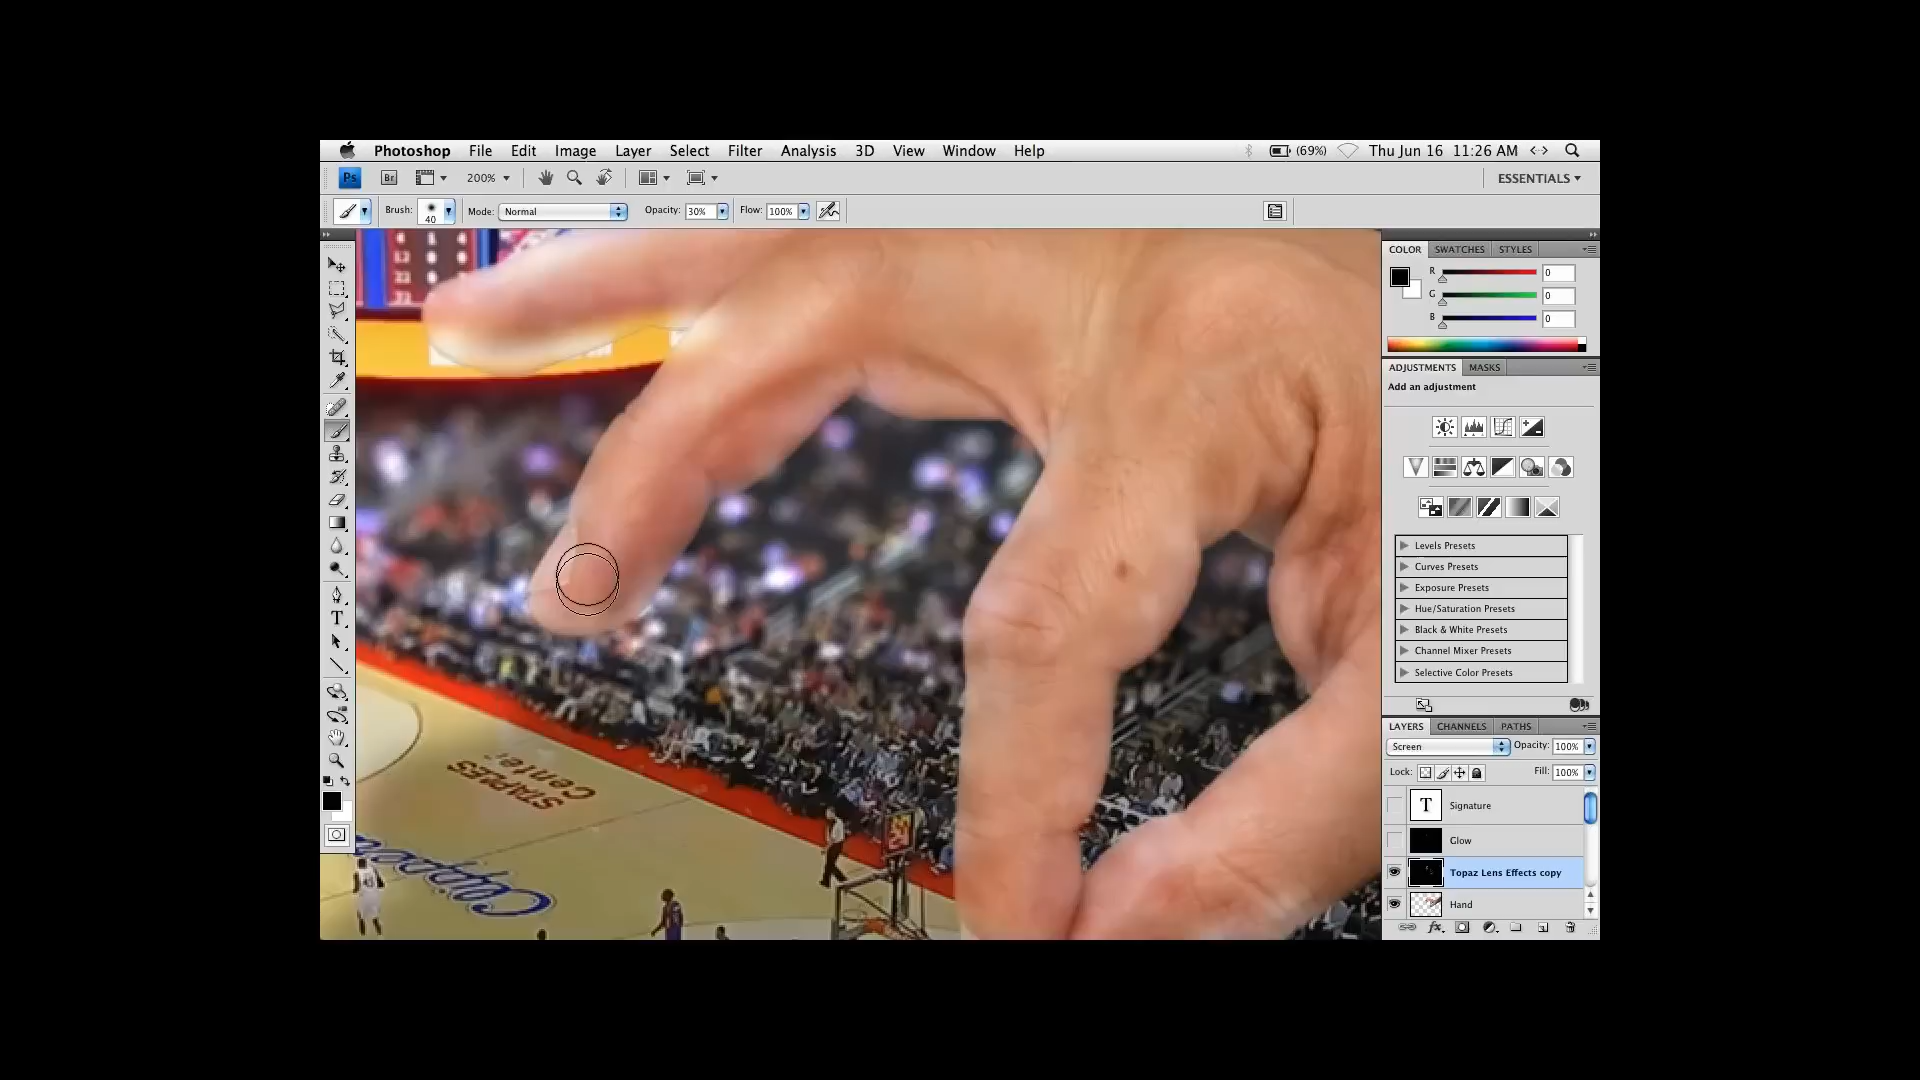 Photoshop File Edit Image Layer Select Filter Analysis 3D View Window Help (69%) Thu Jun 16 11:26 AM
Ps Br 200% ESSENTIALS
Brush: 40 Mode: Normal Opacity: 30% Flow: 100%
COLOR SWATCHES STYLES
R 0
G 0
B 0
ADJUSTMENTS MASKS
Add an adjustment
Levels Presets
Curves Presets
Exposure Presets
Hue/Saturation Presets
Black & White Presets
Channel Mixer Presets
Selective Color Presets
STAPLES
Center
LAYERS CHANNELS PATHS
Screen Opacity: 100%
Lock: Fill: 100%
T Signature
Glow
Topaz Lens Effects copy
Hand